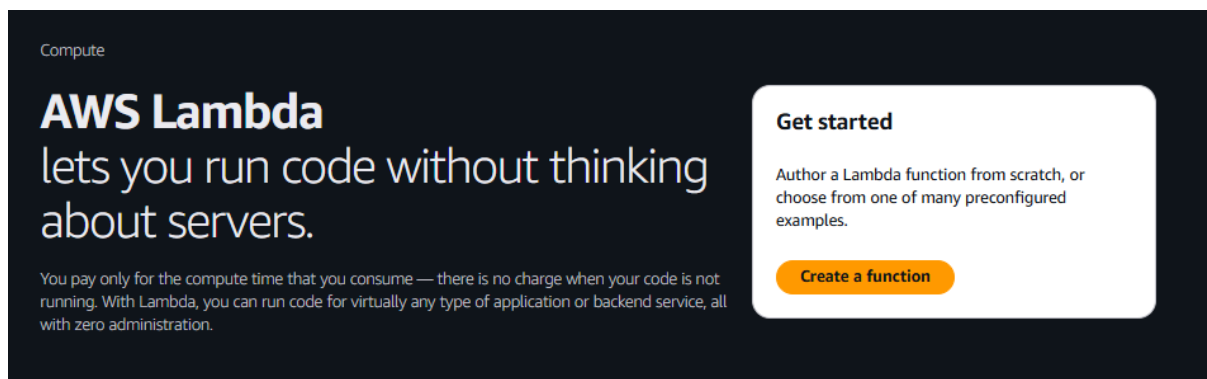 Compute
AWS Lambda
lets you run code without thinking
about servers.
You pay only for the compute time that you consume — there is no charge when your code is not
running. With Lambda, you can run code for virtually any type of application or backend service, all
with zero administration.
Get started
Author a Lambda function from scratch, or
choose from one of many preconfigured
examples.
Create a function